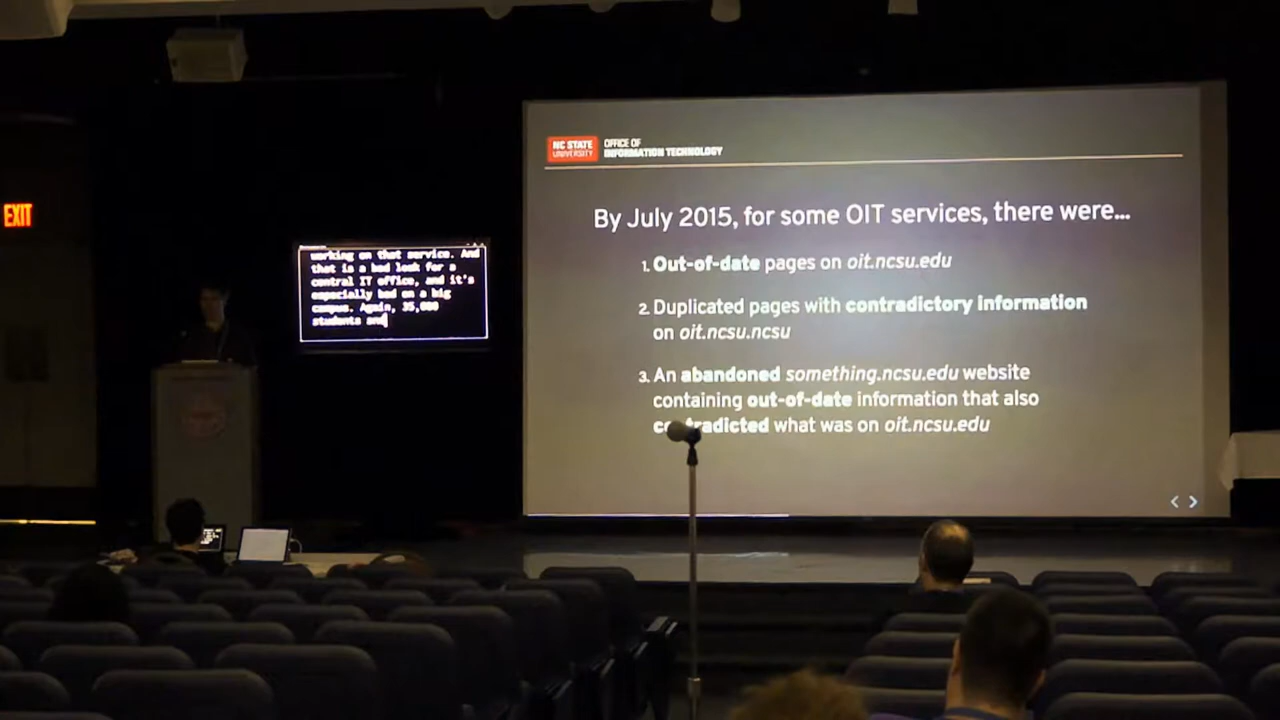 EXIT
working on that service. And
that is a bad look for a
central IT office, and it's
especially bad on a big
campus. Again, 35,000
students and
NC STATE
UNIVERSITY
OFFICE OF
INFORMATION TECHNOLOGY
By July 2015, for some OIT services, there were...
1. Out-of-date pages on oit.ncsu.edu
2. Duplicated pages with contradictory information
on oit.ncsu.ncsu
3. An abandoned something.ncsu.edu website
containing out-of-date information that also
contradicted what was on oit.ncsu.edu
< >